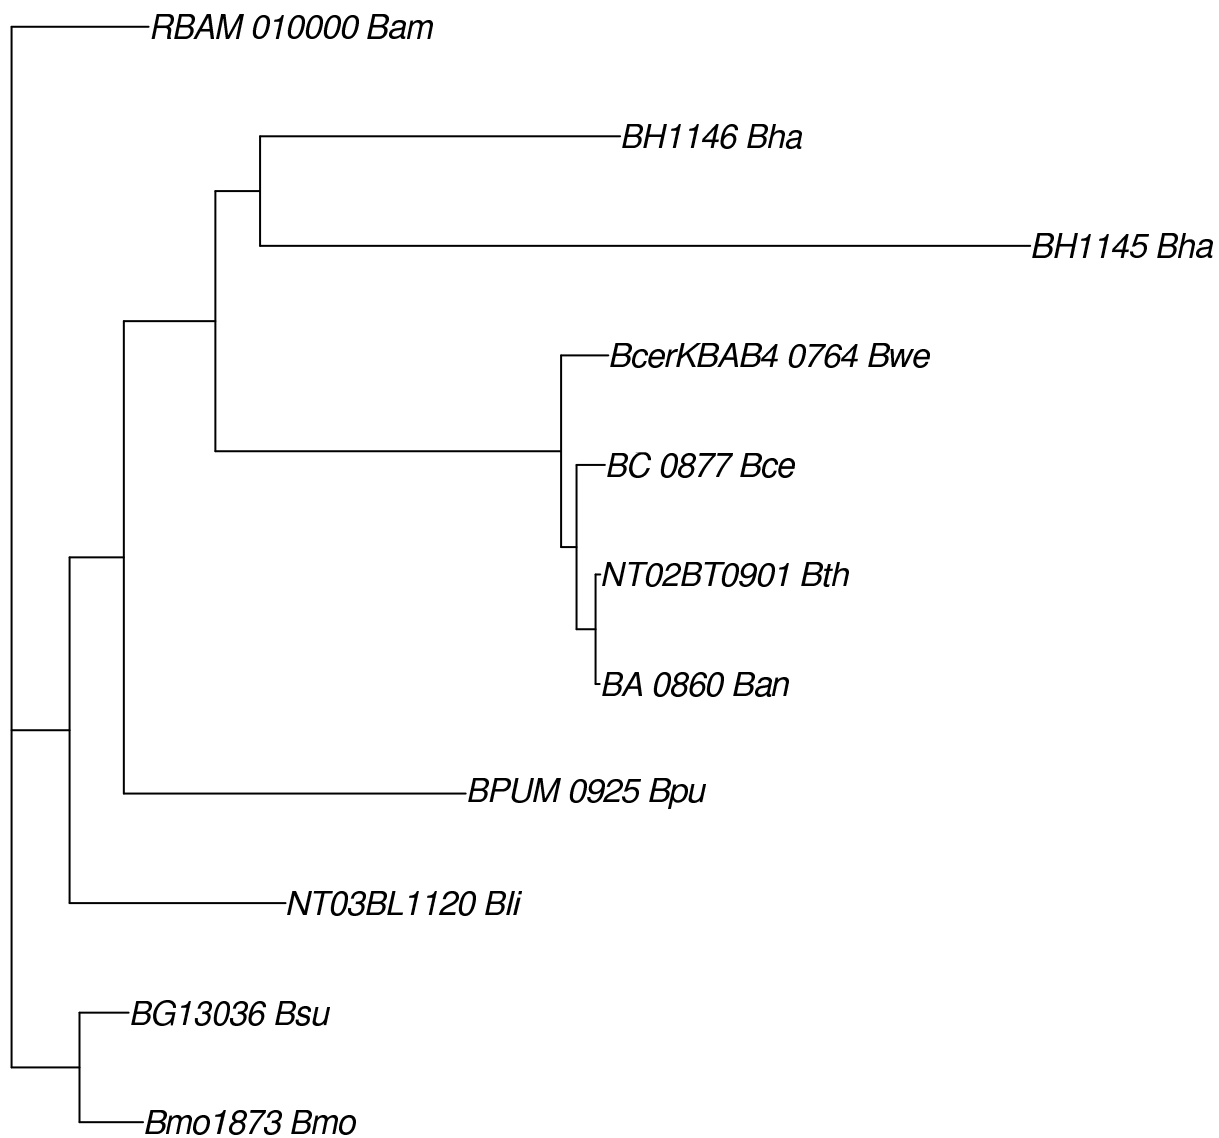 RBAM 010000 Bam
BH1146 Bha
BH1145 Bha
BcerKBAB4 0764 Bwe
BC 0877 Bce
NT02BT0901 Bth
BA 0860 Ban
BPUM 0925 Bpu
NT03BL1120 Bli
BG13036 Bsu
Bmo1873 Bmo